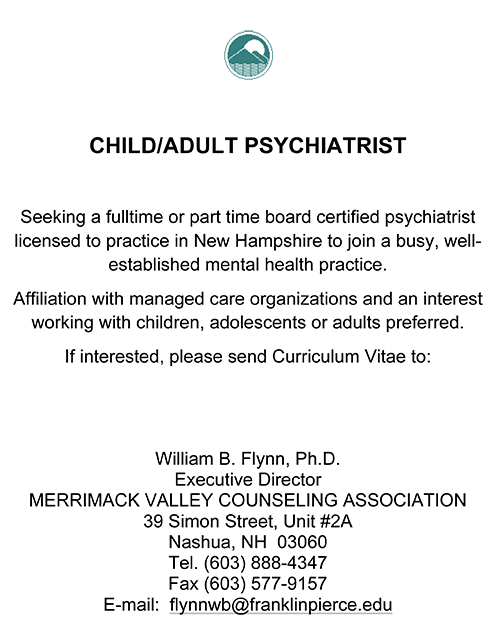 CHILD/ADULT PSYCHIATRIST
Seeking a fulltime or part time board certified psychiatrist
licensed to practice in New Hampshire to join a busy, well-
established mental health practice.
Affiliation with managed care organizations and an interest
working with children, adolescents or adults preferred.
If interested, please send Curriculum Vitae to:
William B. Flynn, Ph.D.
Executive Director
MERRIMACK VALLEY COUNSELING ASSOCIATION
39 Simon Street, Unit #2A
Nashua, NH  03060
Tel. (603) 888-4347
Fax (603) 577-9157
E-mail:  flynnwb@franklinpierce.edu